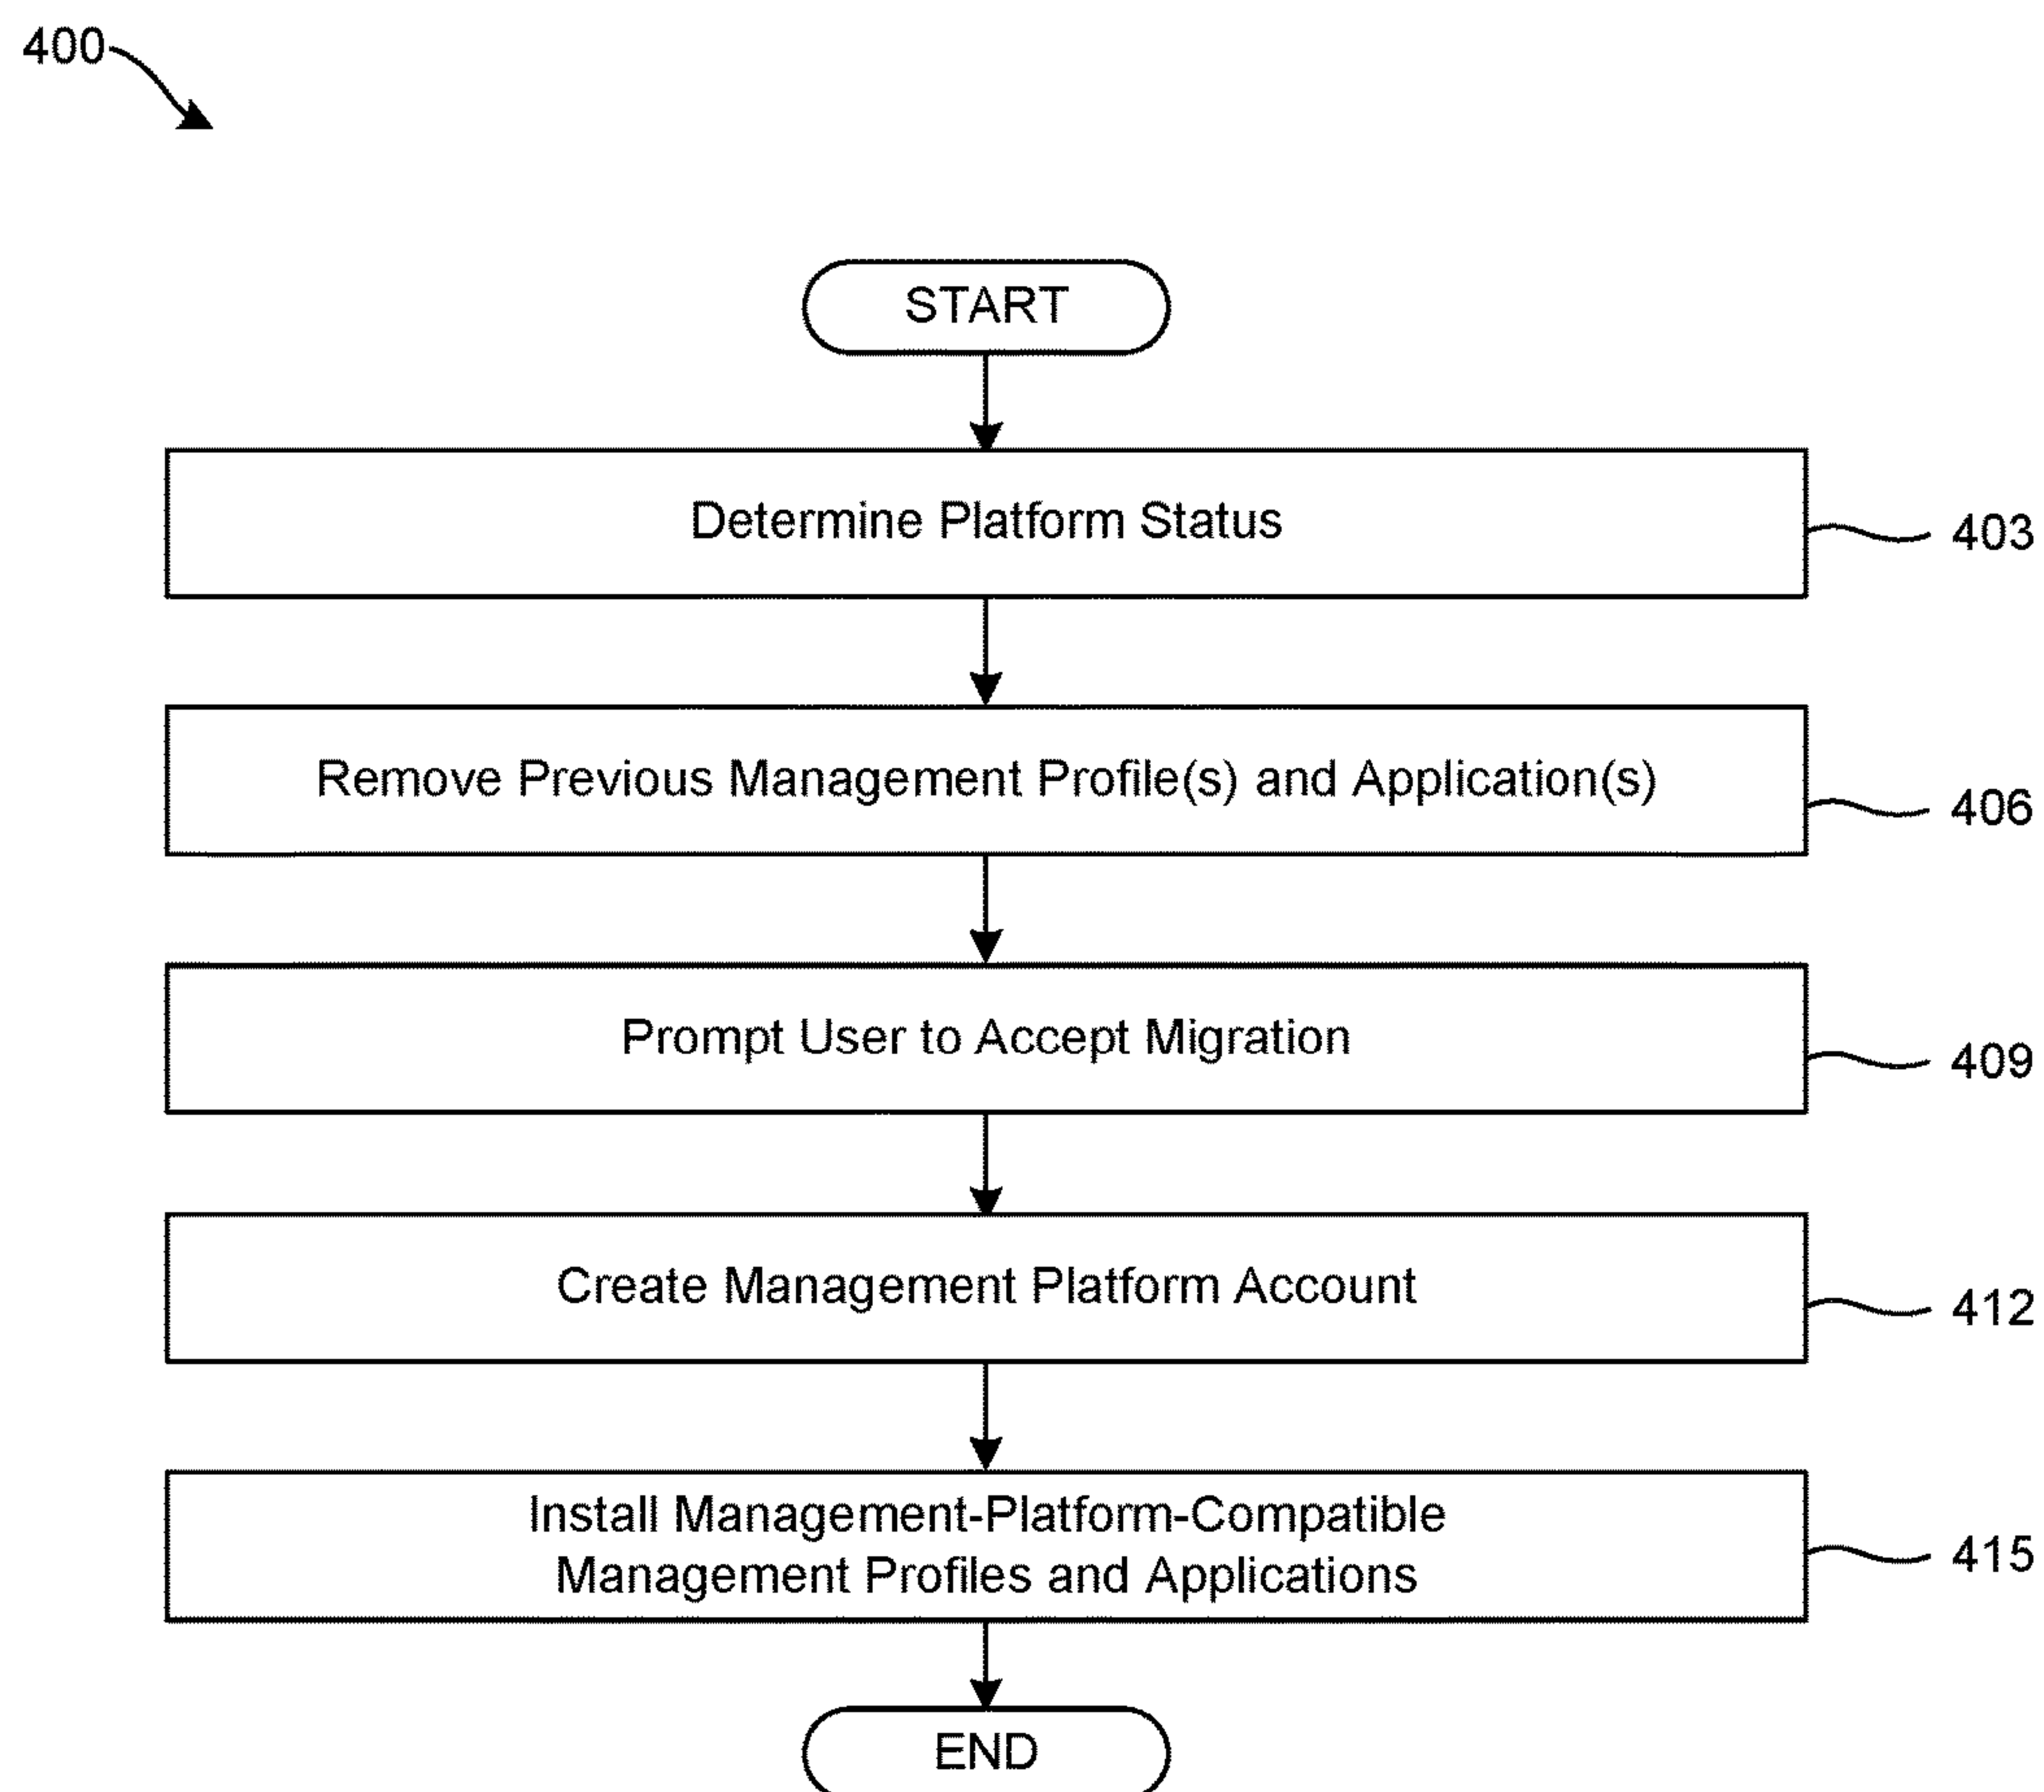 400
START
Determine Platform Status
403
Remove Previous Management Profile(s) and Application(s)
406
Prompt User to Accept Migration
409
Create Management Platform Account
412
Install Management-Platform-Compatible
Management Profiles and Applications
415
END